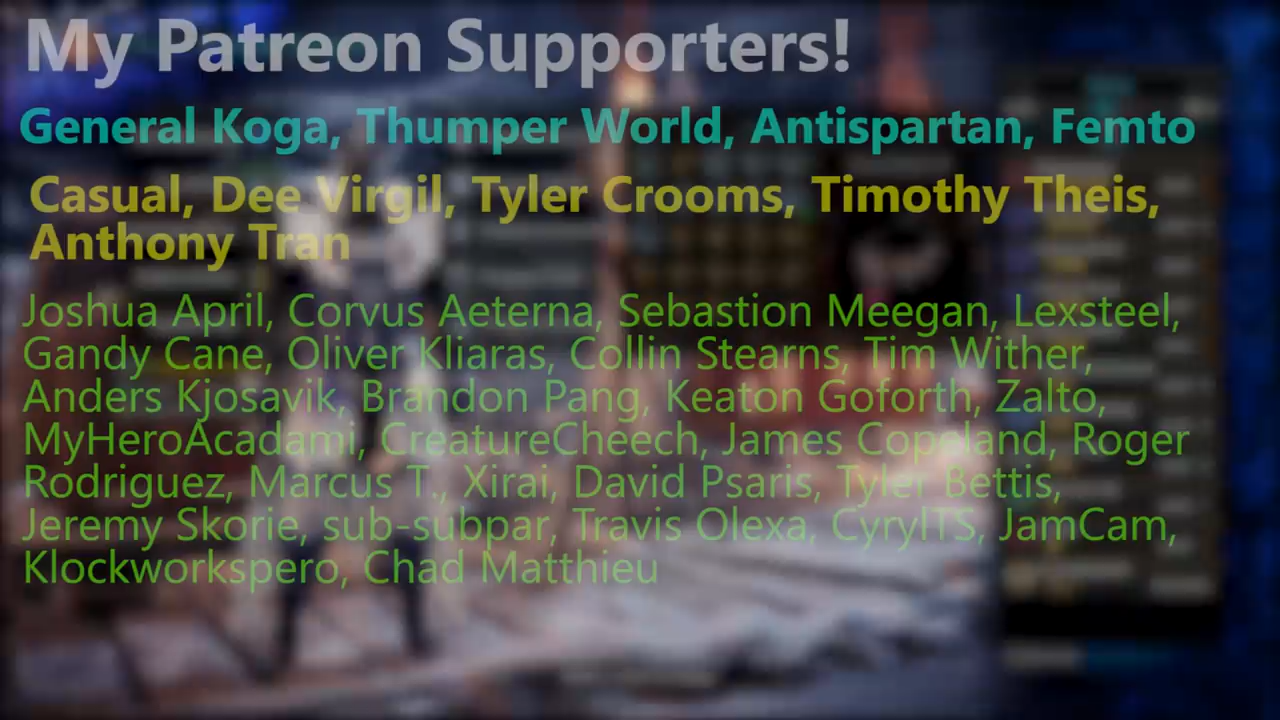 My Patreon Supporters!
General Koga, Thumper World, Antispartan, Femto
Casual, Dee Virgil, Tyler Crooms, Timothy Theis,
Anthony Tran
Joshua April, Corvus Aeterna, Sebastion Meegan, Lexsteel,
Gandy Cane, Oliver Kliaras, Collin Stearns, Tim Wither,
Anders Kjosavik, Brandon Pang, Keaton Goforth, Zalto,
MyHeroAcadami, CreatureCheech, James Copeland, Roger
Rodriguez, Marcus T., Xirai, David Psaris, Tyler Bettis,
Jeremy Skorie, sub-subpar, Travis Olexa, CyrylTS, JamCam,
Klockworkspero, Chad Matthieu